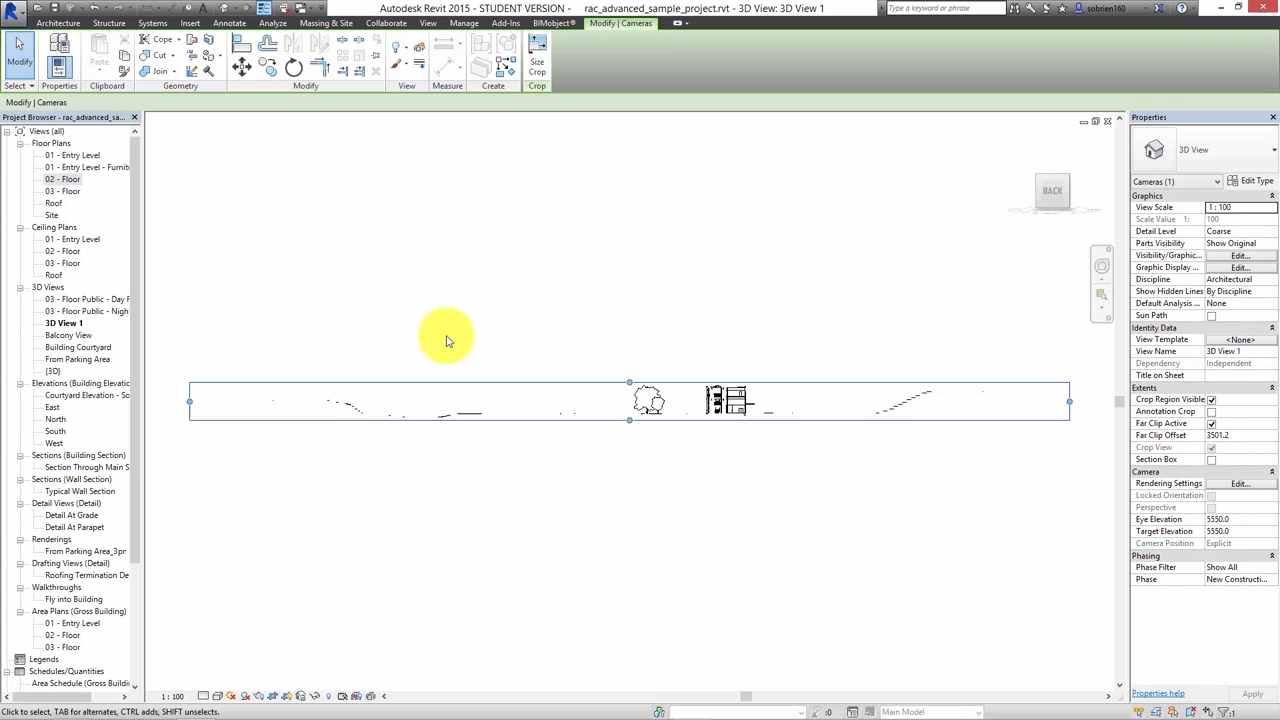 Autodesk Revit 2015 - STUDENT VERSION - rac_advanced_sample_project.rvt - 3D View: 3D View 1
Type a keyword or phrase
sobrien160
Architecture Structure Systems Insert Annotate Analyze Massing & Site Collaborate View Manage Add-Ins BIMobject® Modify | Cameras
Modify
Paste
Cope
Cut
Join
Size
Crop
Select Properties Clipboard Geometry Modify View Measure Create Crop
Modify | Cameras
Project Browser - rac_advanced_sa...
Views (all)
Floor Plans
01 - Entry Level
01 - Entry Level - Furnitu
02 - Floor
03 - Floor
Roof
Site
Ceiling Plans
01 - Entry Level
02 - Floor
03 - Floor
Roof
3D Views
03 - Floor Public - Day R
03 - Floor Public - Night
3D View 1
Balcony View
Building Courtyard
From Parking Area
{3D}
Elevations (Building Elevatio
Courtyard Elevation - So
East
North
South
West
Sections (Building Section)
Section Through Main S
Sections (Wall Section)
Typical Wall Section
Detail Views (Detail)
Detail At Grade
Detail At Parapet
Renderings
From Parking Area_3pr
Drafting Views (Detail)
Roofing Termination De
Walkthroughs
Fly into Building
Area Plans (Gross Building)
01 - Entry Level
02 - Floor
03 - Floor
Legends
Schedules/Quantities
Area Schedule (Gross Bu
BACK
Properties
3D View
Cameras (1) Edit Type
Graphics
View Scale 1 : 100
Scale Value 1: 100
Detail Level Coarse
Parts Visibility Show Original
Visibility/Graphic... Edit...
Graphic Display ... Edit...
Discipline Architectural
Show Hidden Lines By Discipline
Default Analysis ... None
Sun Path
Identity Data
View Template <None>
View Name 3D View 1
Dependency Independent
Title on Sheet
Extents
Crop Region Visible
Annotation Crop
Far Clip Active
Far Clip Offset 3501.2
Crop View
Section Box
Camera
Rendering Settings Edit...
Locked Orientation
Perspective
Eye Elevation 5550.0
Target Elevation 5550.0
Camera Position Explicit
Phasing
Phase Filter Show All
Phase New Constructi...
Properties help Apply
1 : 100
Click to select, TAB for alternates, CTRL adds, SHIFT unselects.
:0
Main Model
:1